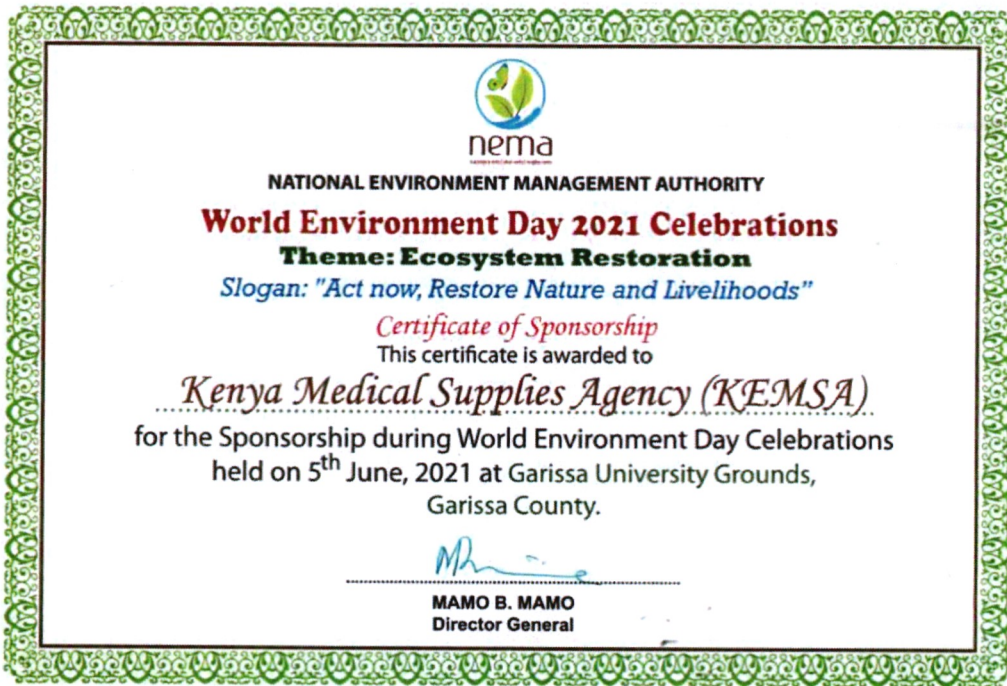 nema
NATIONAL ENVIRONMENT MANAGEMENT AUTHORITY
World Environment Day 2021 Celebrations
Theme: Ecosystem Restoration
Slogan: "Act now, Restore Nature and Livelihoods"
Certificate of Sponsorship
This certificate is awarded to
Kenya Medical Supplies Agency (KEMSA)
for the Sponsorship during World Environment Day Celebrations
held on 5th June, 2021 at Garissa University Grounds,
Garissa County.
MAMO B. MAMO
Director General